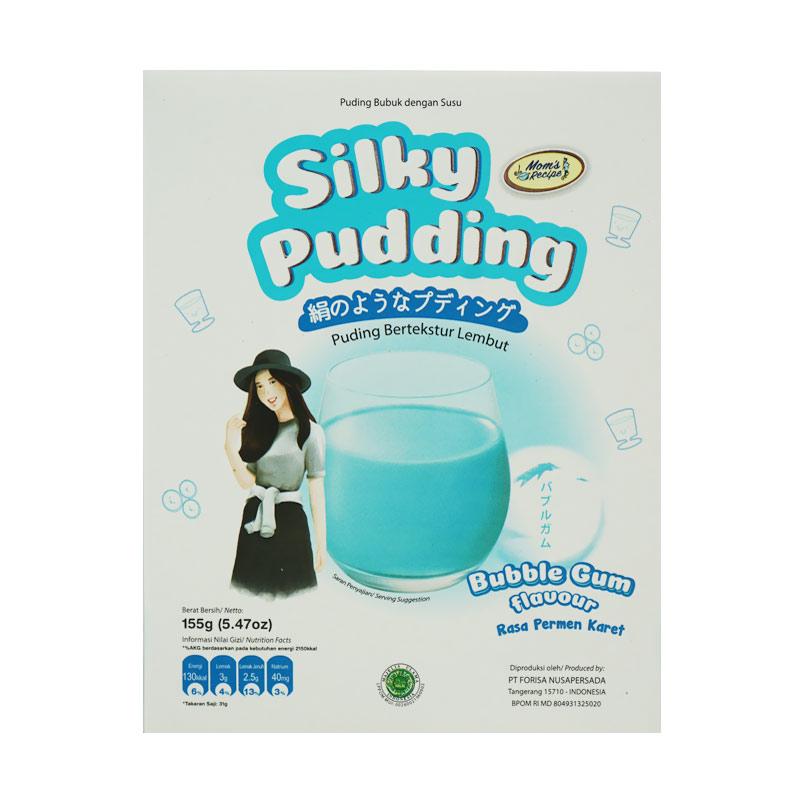 Puding Bubuk dengan Susu
Silky
Mom's
Recipe
Pudding
絹のようなプディング
Puding Bertekstur Lembut
バブルガム
Bubble Gum
flavour
Rasa Permen Karet
Saran Penyajian/ Serving Suggestion
Berat Bersih/ Netto:
155g (5.47oz)
Informasi Nilai Gizi/ Nutrition Facts
*%AKG berdasarkan pada kebutuhan energi 2150kkal
Energi Lemak Lemak Jenuh Natrium
130kkal 3g 2.5g 40mg
6% 4% 13% 3%
*Takaran Saji: 31g
Diproduksi oleh/ Produced by:
PT FORISA NUSAPERSADA
Tangerang 15710 - INDONESIA
BPOM RI MD 804931325020